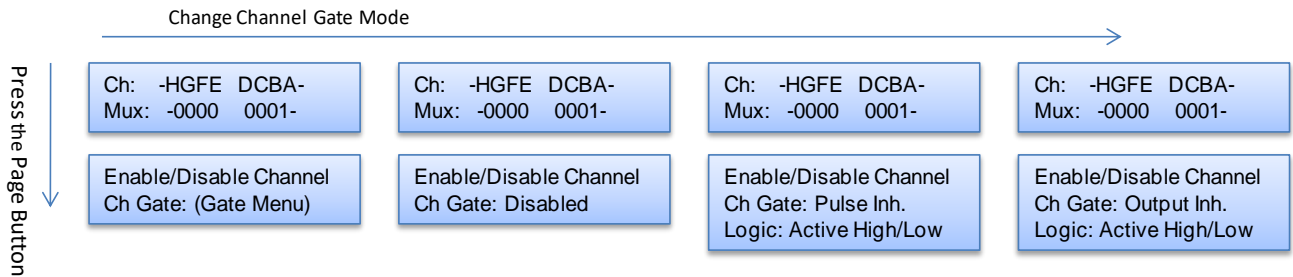 Change Channel Gate Mode
Press the Page Button
Ch: -HGFE DCBA-
Mux: -0000 0001-
Ch: -HGFE DCBA-
Mux: -0000 0001-
Ch: -HGFE DCBA-
Mux: -0000 0001-
Ch: -HGFE DCBA-
Mux: -0000 0001-
Enable/Disable Channel
Ch Gate: (Gate Menu)
Enable/Disable Channel
Ch Gate: Disabled
Enable/Disable Channel
Ch Gate: Pulse Inh.
Logic: Active High/Low
Enable/Disable Channel
Ch Gate: Output Inh.
Logic: Active High/Low